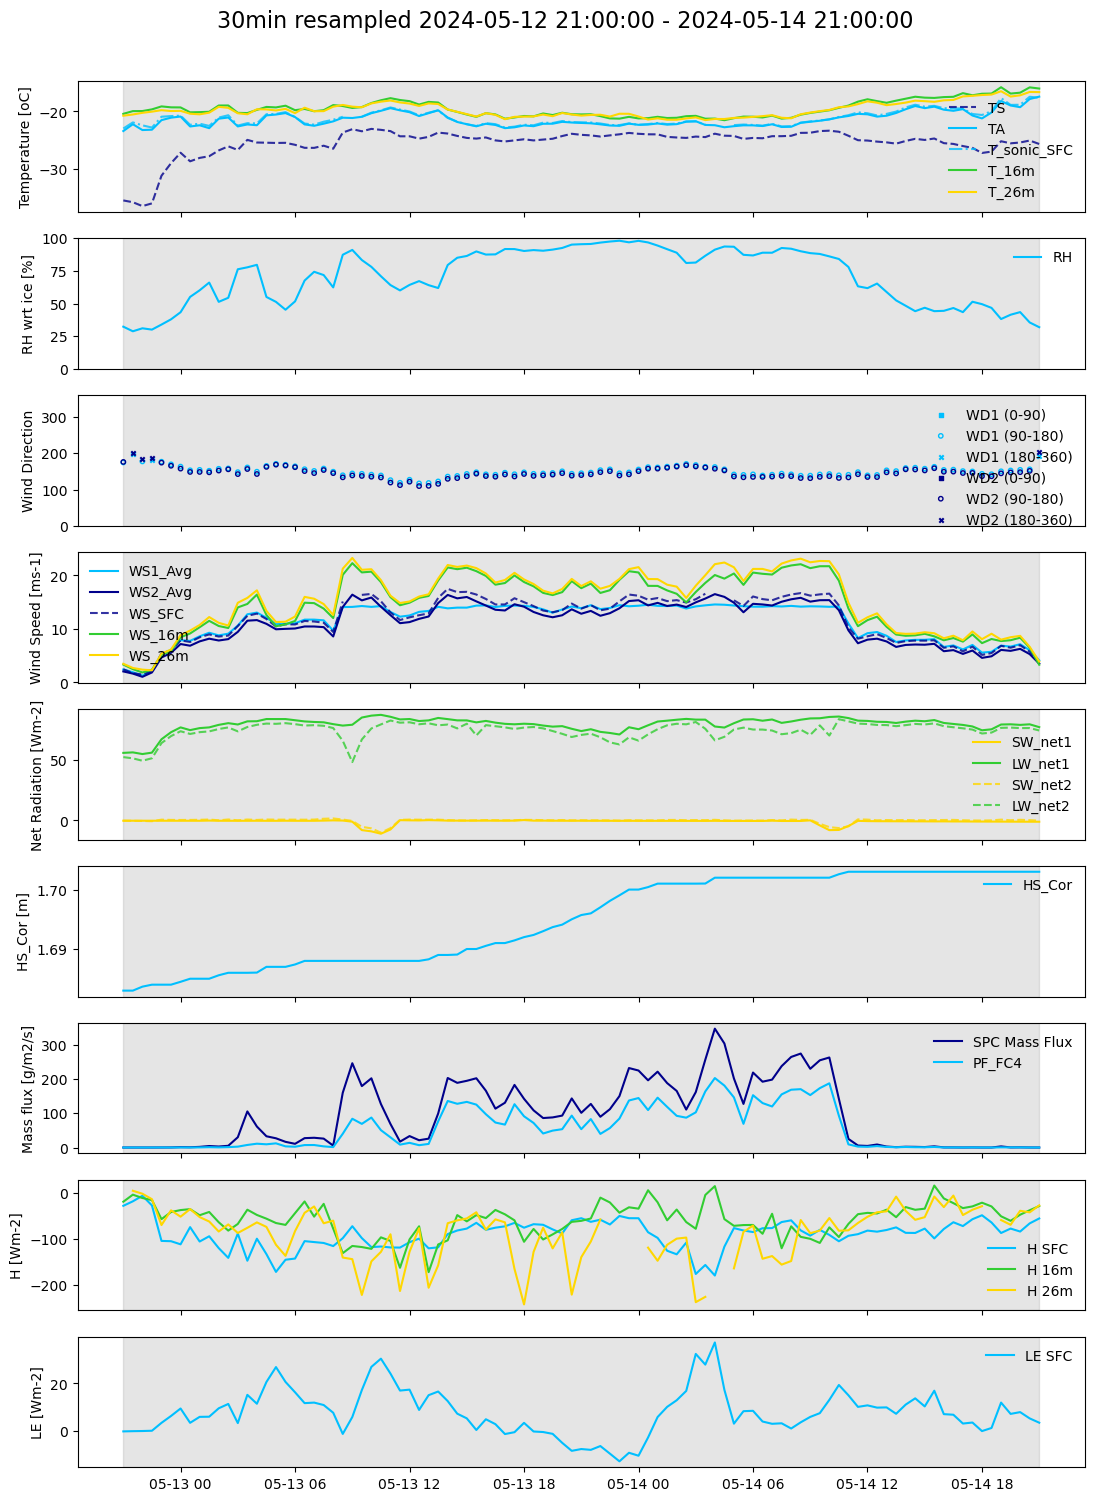 30min resampled 2024-05-12 21:00:00 - 2024-05-14 21:00:00
Temperature [oC]
−20
−30
TS
TA
T_sonic_SFC
T_16m
T_26m
RH wrt ice [%]
100
75
50
25
0
RH
Wind Direction
300
200
100
0
WD1 (0-90)
WD1 (90-180)
WD1 (180-360)
WD2 (0-90)
WD2 (90-180)
WD2 (180-360)
Wind Speed [ms-1]
20
10
0
WS1_Avg
WS2_Avg
WS_SFC
WS_16m
WS_26m
Net Radiation [Wm-2]
50
0
SW_net1
LW_net1
SW_net2
LW_net2
HS_Cor [m]
1.70
1.69
HS_Cor
Mass flux [g/m2/s]
300
200
100
0
SPC Mass Flux
PF_FC4
H [Wm-2]
0
−100
−200
H SFC
H 16m
H 26m
LE [Wm-2]
20
0
LE SFC
05-13 00 05-13 06 05-13 12 05-13 18 05-14 00 05-14 06 05-14 12 05-14 18